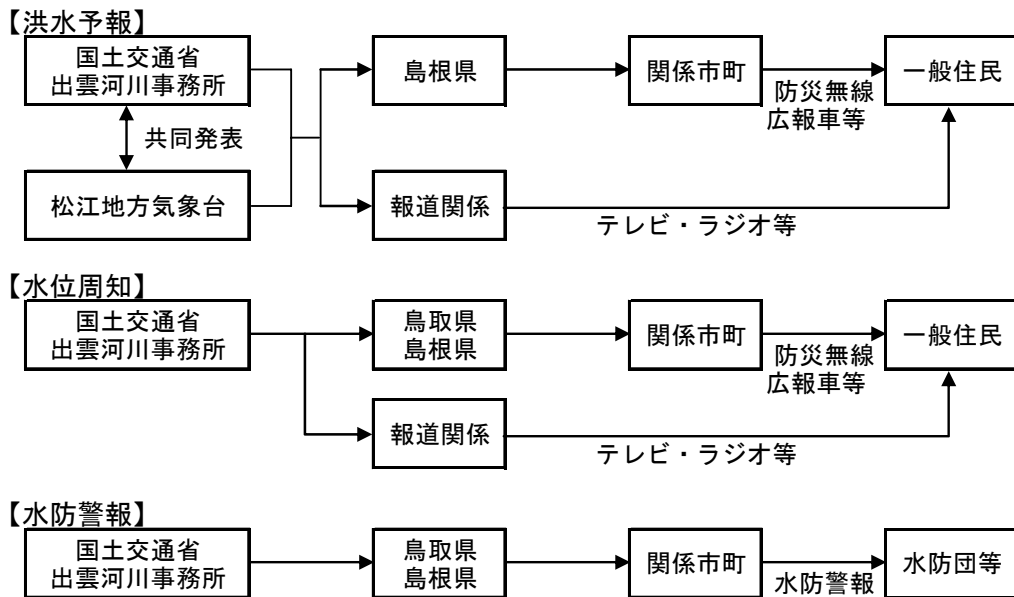 【洪水予報】
国土交通省
出雲河川事務所
島根県
関係市町
一般住民
防災無線
広報車等
共同発表
松江地方気象台
報道関係
テレビ・ラジオ等
【水位周知】
国土交通省
出雲河川事務所
鳥取県
島根県
関係市町
一般住民
防災無線
広報車等
報道関係
テレビ・ラジオ等
【水防警報】
国土交通省
出雲河川事務所
鳥取県
島根県
関係市町
水防団等
水防警報